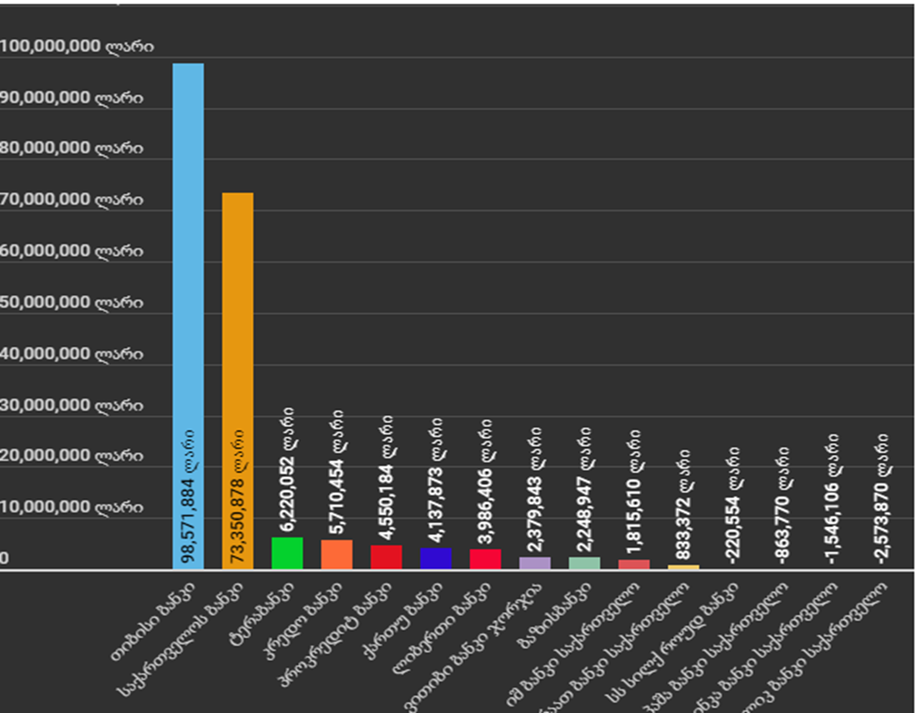 100,000,000 ლარი
90,000,000 ლარი
80,000,000 ლარი
70,000,000 ლარი
60,000,000 ლარი
50,000,000 ლარი
40,000,000 ლარი
30,000,000 ლარი
20,000,000 ლარი
10,000,000 ლარი
0
98,571,884 ლარი
73,350,878 ლარი
6,220,052 ლარი
5,710,454 ლარი
4,550,184 ლარი
4,137,873 ლარი
3,986,406 ლარი
2,379,843 ლარი
2,248,947 ლარი
1,815,610 ლარი
833,372 ლარი
-220,554 ლარი
-863,770 ლარი
-1,546,106 ლარი
-2,573,870 ლარი
თიბისი ბანკი
საქართველოს ბანკი
ტერაბანკი
კრედო ბანკი
პროკრედიტ ბანკი
ქართუ ბანკი
ლიბერთი ბანკი
ვითიბი ბანკი ჯორჯია
ბაზისბანკი
იშ ბანკი საქართველო
ბანკი საქართველო
სს სილქ როუდ ბანკი
ბანკი საქართველო
ბანკი საქართველო
ბანკი საქართველო